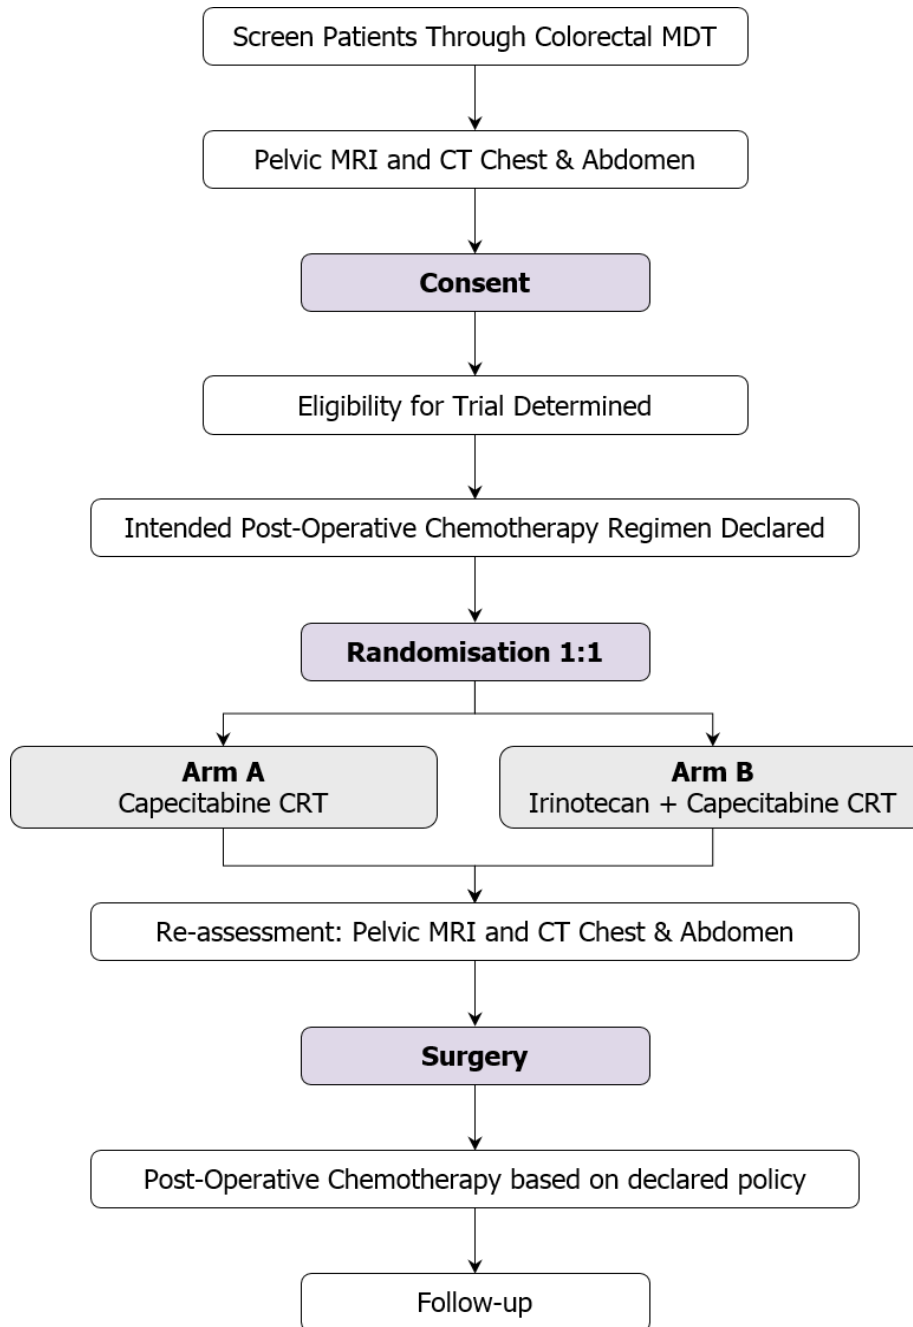 Screen Patients Through Colorectal MDT
Pelvic MRI and CT Chest & Abdomen
Consent
Eligibility for Trial Determined
Intended Post-Operative Chemotherapy Regimen Declared
Randomisation 1:1
Arm A
Capecitabine CRT
Arm B
Irinotecan + Capecitabine CRT
Re-assessment: Pelvic MRI and CT Chest & Abdomen
Surgery
Post-Operative Chemotherapy based on declared policy
Follow-up